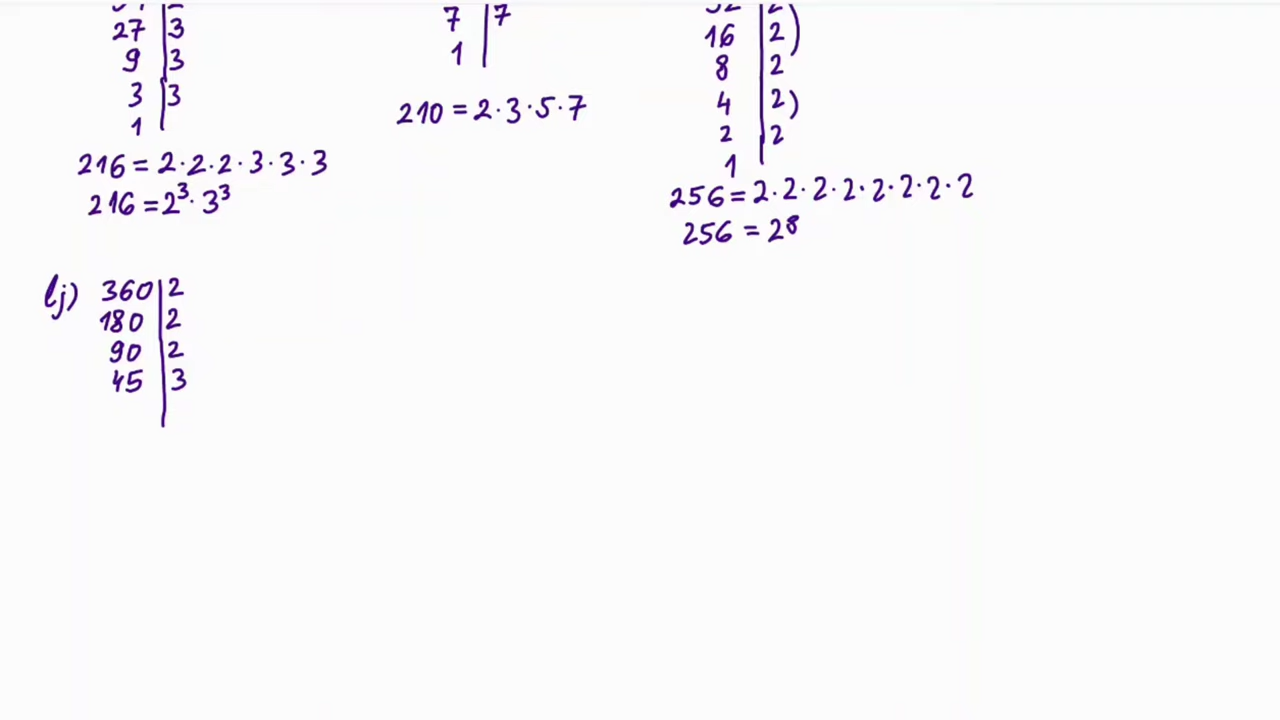 27 | 3
9 | 3
3 | 3
1 |
216 = 2·2·2·3·3·3
216 = 2³·3³
7 | 7
1 |
210 = 2·3·5·7
16 | 2)
8 | 2
4 | 2)
2 | 2
1 |
256 = 2·2·2·2·2·2·2·2
256 = 2⁸
lj) 360 | 2
180 | 2
90 | 2
45 | 3